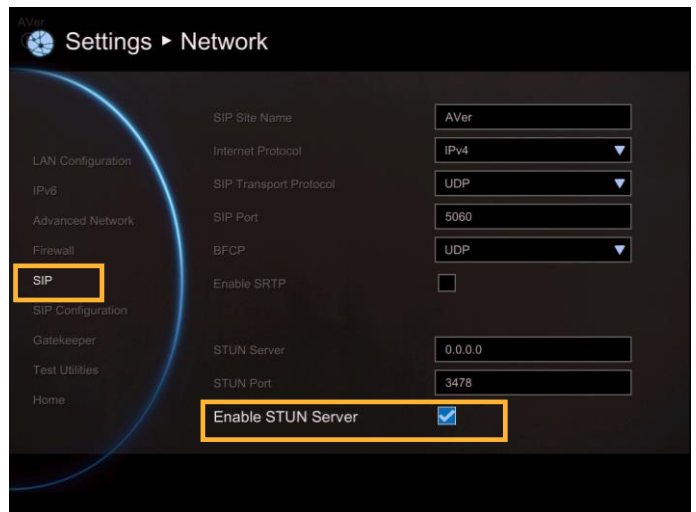 AVer
Settings ▸ Network
SIP Site Name AVer
Internet Protocol IPv4
SIP Transport Protocol UDP
SIP Port 5060
BFCP UDP
Enable SRTP
STUN Server 0.0.0.0
STUN Port 3478
Enable STUN Server
LAN Configuration
IPv6
Advanced Network
Firewall
SIP
SIP Configuration
Gatekeeper
Test Utilities
Home